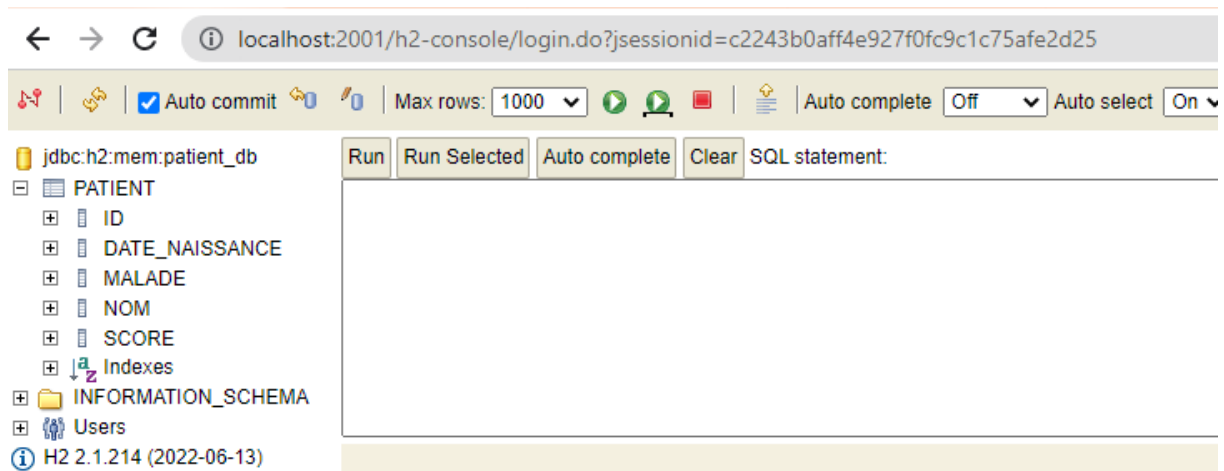 localhost:2001/h2-console/login.do?jsessionid=c2243b0aff4e927f0fc9c1c75afe2d25
Auto commit Max rows: 1000 Auto complete Off Auto select On
jdbc:h2:mem:patient_db
Run Run Selected Auto complete Clear SQL statement:
PATIENT
ID
DATE_NAISSANCE
MALADE
NOM
SCORE
Indexes
INFORMATION_SCHEMA
Users
H2 2.1.214 (2022-06-13)